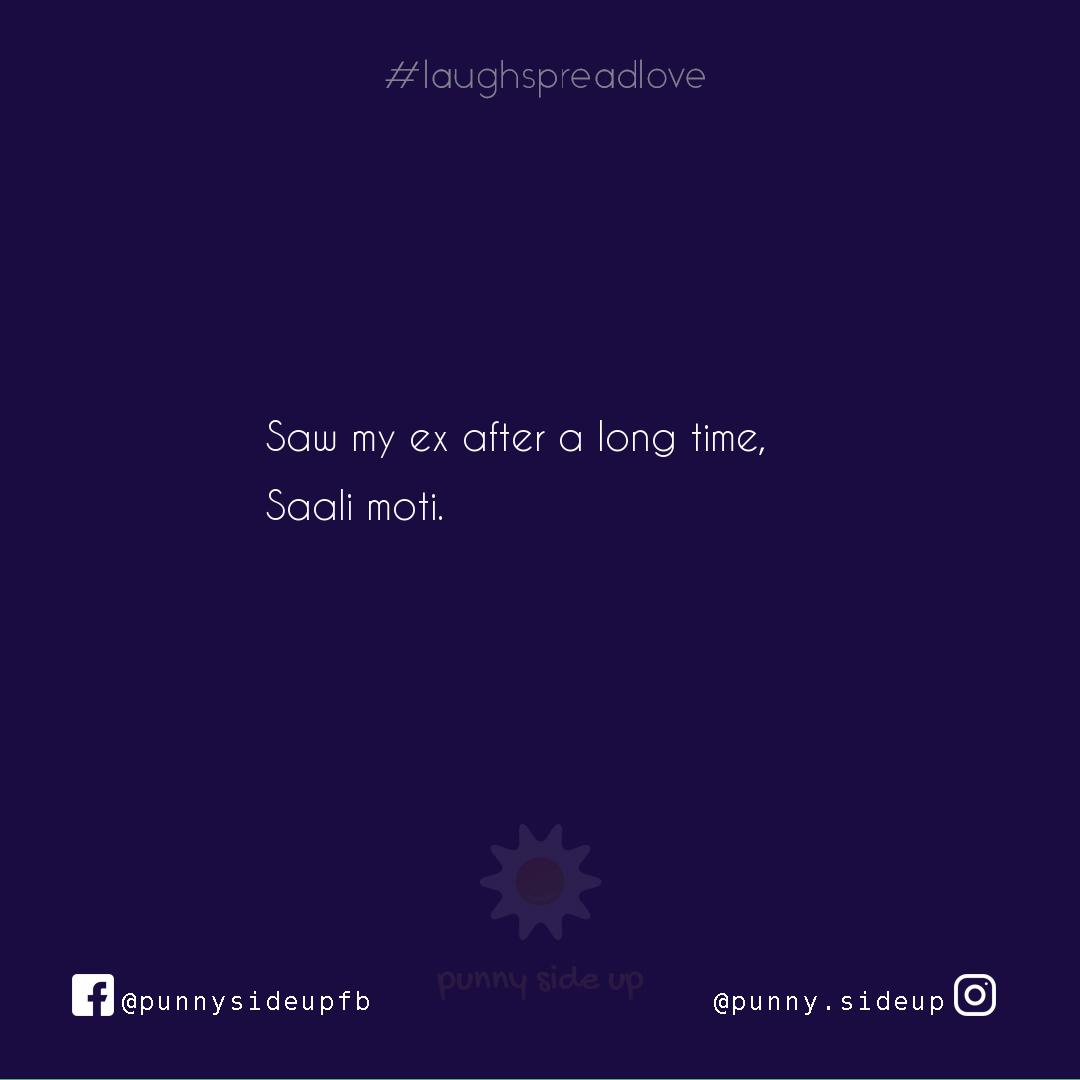 #laughspreadlove
Saw my ex after a long time,
Saali moti.
punny side up
@punnysideupfb
@punny.sideup